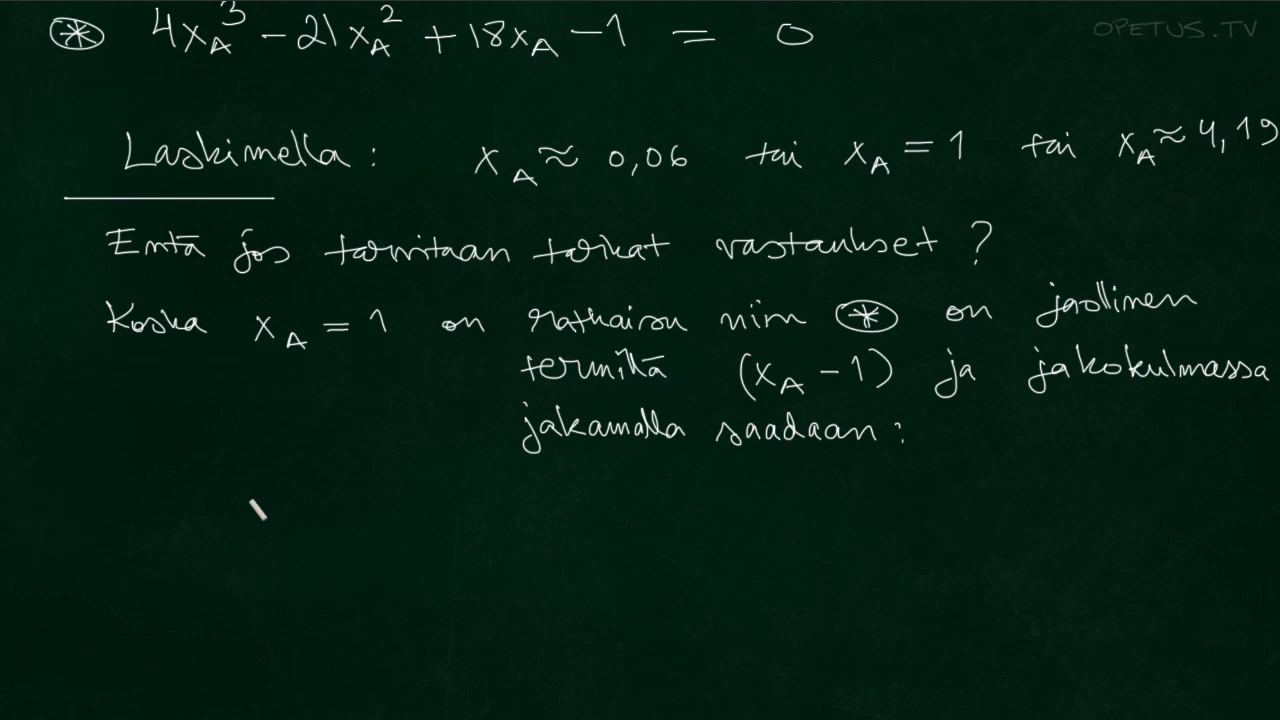 OPETUS.TV
⊛ 4x_A^3 - 21x_A^2 + 18x_A - 1 = 0
Laskimella: x_A ≈ 0,06 tai x_A = 1 tai x_A ≈ 4,19
Entä jos tarvitaan tarkat vastaukset?
Koska x_A = 1 on ratkaisu niin ⊛ on jaollinen
termillä (x_A - 1) ja jakokulmassa
jakamalla saadaan: